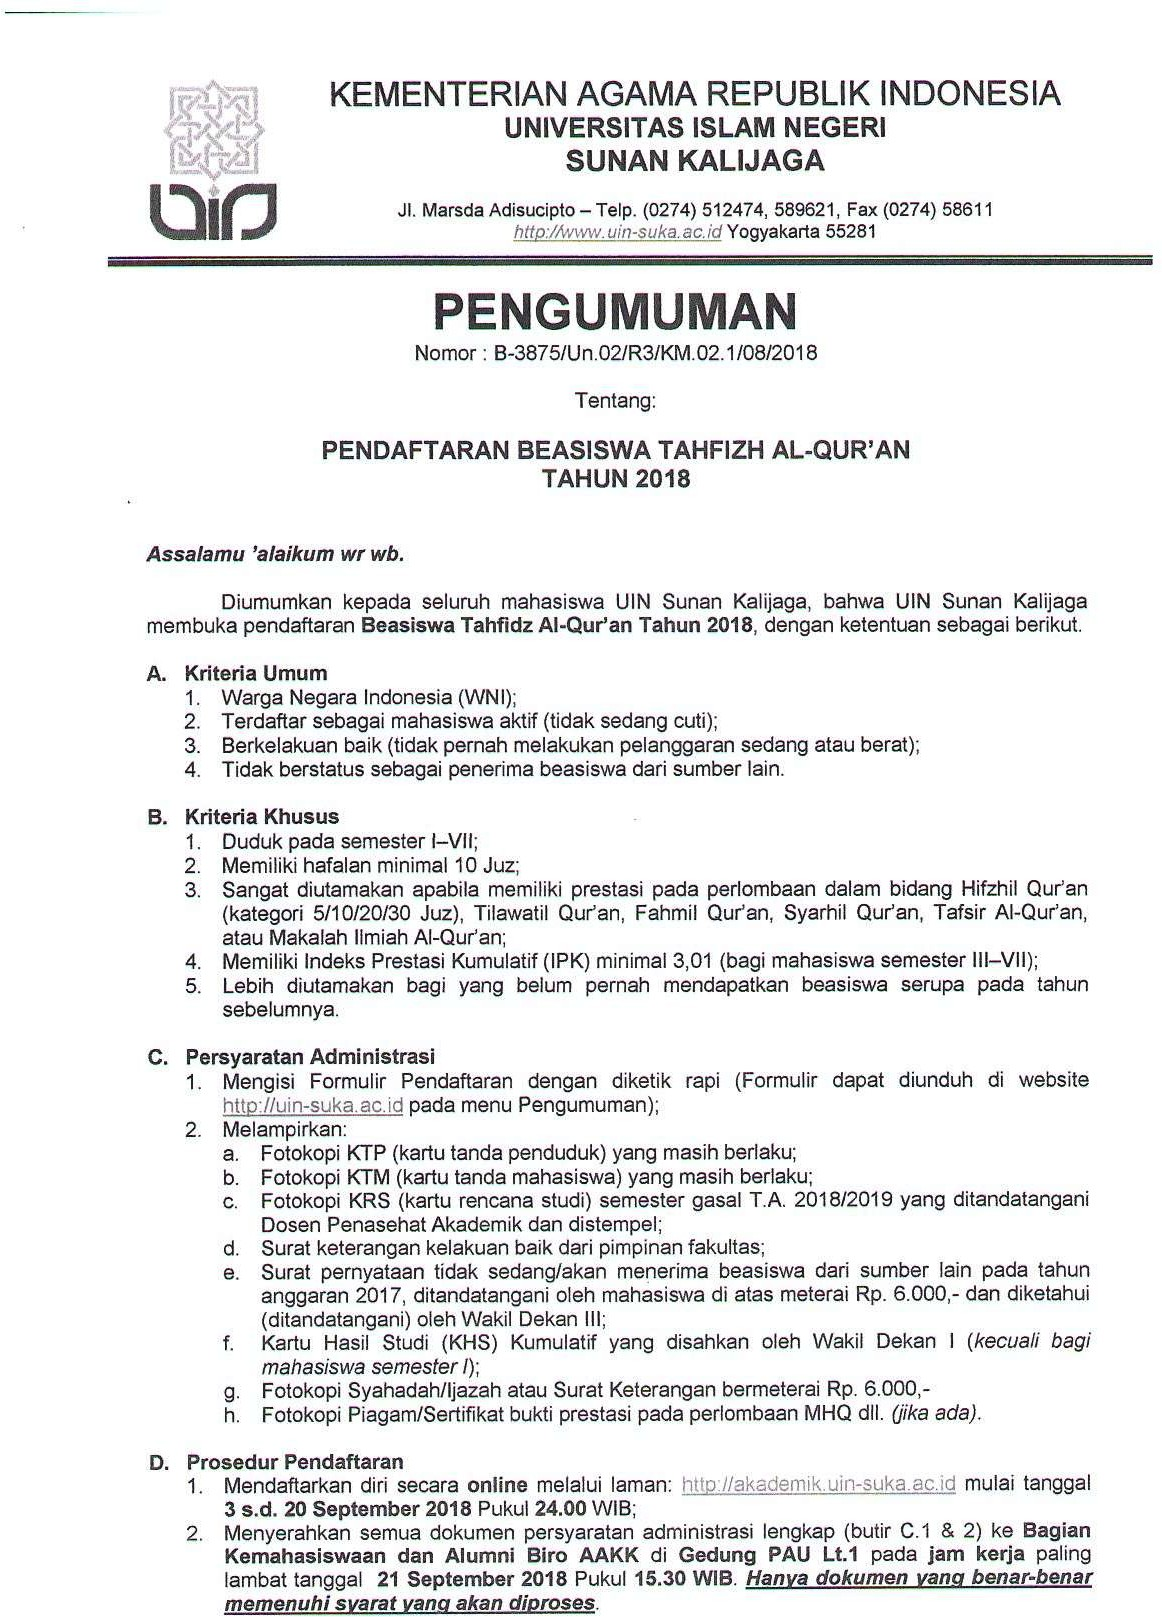 KEMENTERIAN AGAMA REPUBLIK INDONESIA
UNIVERSITAS ISLAM NEGERI
SUNAN KALIJAGA
uin
Jl. Marsda Adisucipto – Telp. (0274) 512474, 589621, Fax (0274) 58611
http://www.uin-suka.ac.id Yogyakarta 55281
PENGUMUMAN
Nomor : B-3875/Un.02/R3/KM.02.1/08/2018
Tentang:
PENDAFTARAN BEASISWA TAHFIZH AL-QUR'AN
TAHUN 2018
Assalamu 'alaikum wr wb.
Diumumkan kepada seluruh mahasiswa UIN Sunan Kalijaga, bahwa UIN Sunan Kalijaga
membuka pendaftaran Beasiswa Tahfidz Al-Qur'an Tahun 2018, dengan ketentuan sebagai berikut.
A. Kriteria Umum
1. Warga Negara Indonesia (WNI);
2. Terdaftar sebagai mahasiswa aktif (tidak sedang cuti);
3. Berkelakuan baik (tidak pernah melakukan pelanggaran sedang atau berat);
4. Tidak berstatus sebagai penerima beasiswa dari sumber lain.
B. Kriteria Khusus
1. Duduk pada semester I–VII;
2. Memiliki hafalan minimal 10 Juz;
3. Sangat diutamakan apabila memiliki prestasi pada perlombaan dalam bidang Hifzhil Qur'an
(kategori 5/10/20/30 Juz), Tilawatil Qur'an, Fahmil Qur'an, Syarhil Qur'an, Tafsir Al-Qur'an,
atau Makalah Ilmiah Al-Qur'an;
4. Memiliki Indeks Prestasi Kumulatif (IPK) minimal 3,01 (bagi mahasiswa semester III–VII);
5. Lebih diutamakan bagi yang belum pernah mendapatkan beasiswa serupa pada tahun
sebelumnya.
C. Persyaratan Administrasi
1. Mengisi Formulir Pendaftaran dengan diketik rapi (Formulir dapat diunduh di website
http://uin-suka.ac.id pada menu Pengumuman);
2. Melampirkan:
a. Fotokopi KTP (kartu tanda penduduk) yang masih berlaku;
b. Fotokopi KTM (kartu tanda mahasiswa) yang masih berlaku;
c. Fotokopi KRS (kartu rencana studi) semester gasal T.A. 2018/2019 yang ditandatangani
Dosen Penasehat Akademik dan distempel;
d. Surat keterangan kelakuan baik dari pimpinan fakultas;
e. Surat pernyataan tidak sedang/akan menerima beasiswa dari sumber lain pada tahun
anggaran 2017, ditandatangani oleh mahasiswa di atas meterai Rp. 6.000,- dan diketahui
(ditandatangani) oleh Wakil Dekan III;
f. Kartu Hasil Studi (KHS) Kumulatif yang disahkan oleh Wakil Dekan I (kecuali bagi
mahasiswa semester I);
g. Fotokopi Syahadah/Ijazah atau Surat Keterangan bermeterai Rp. 6.000,-
h. Fotokopi Piagam/Sertifikat bukti prestasi pada perlombaan MHQ dll. (jika ada).
D. Prosedur Pendaftaran
1. Mendaftarkan diri secara online melalui laman: http://akademik.uin-suka.ac.id mulai tanggal
3 s.d. 20 September 2018 Pukul 24.00 WIB;
2. Menyerahkan semua dokumen persyaratan administrasi lengkap (butir C.1 & 2) ke Bagian
Kemahasiswaan dan Alumni Biro AAKK di Gedung PAU Lt.1 pada jam kerja paling
lambat tanggal 21 September 2018 Pukul 15.30 WIB. Hanya dokumen yang benar-benar
memenuhi syarat yang akan diproses.